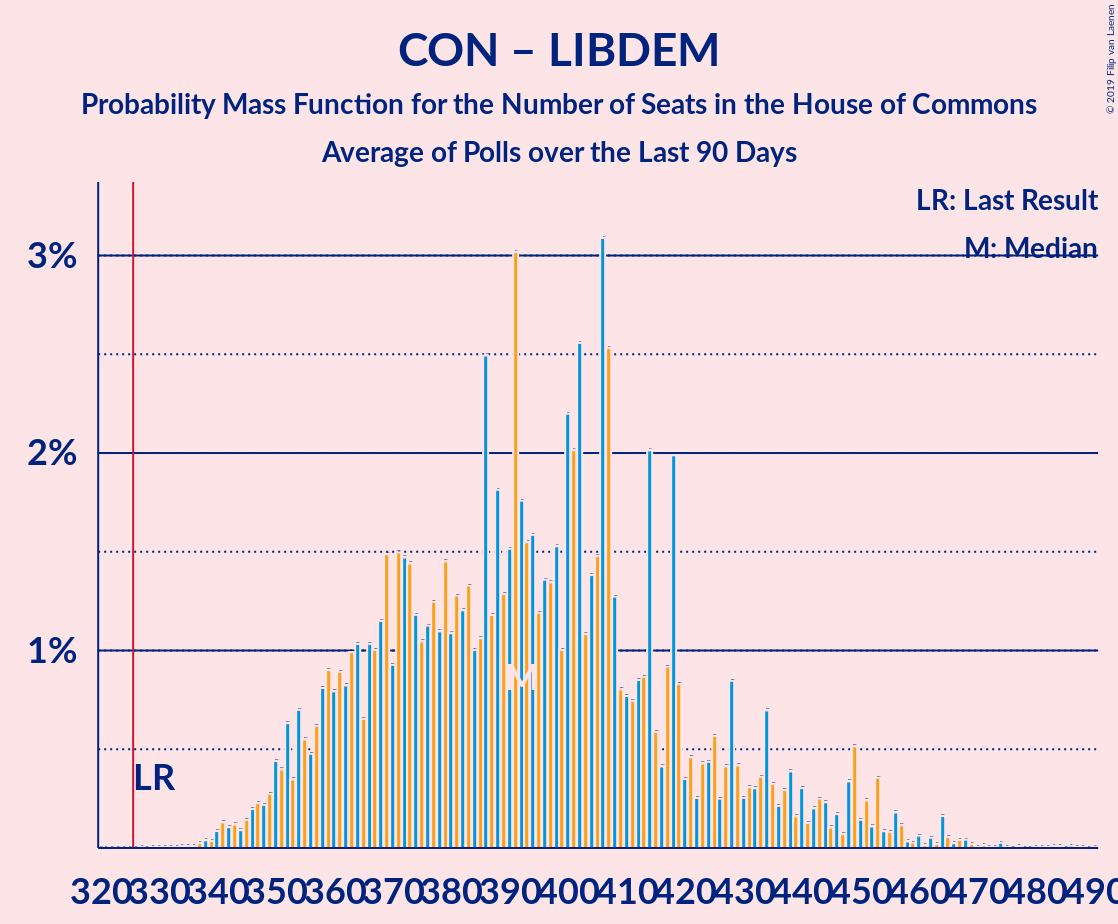 CON – LIBDEM
Probability Mass Function for the Number of Seats in the House of Commons
Average of Polls over the Last 90 Days
© 2019 Filip van Laenen
LR: Last Result
M: Median
3%
2%
1%
LR
M
320 330 340 350 360 370 380 390 400 410 420 430 440 450 460 470 480 490